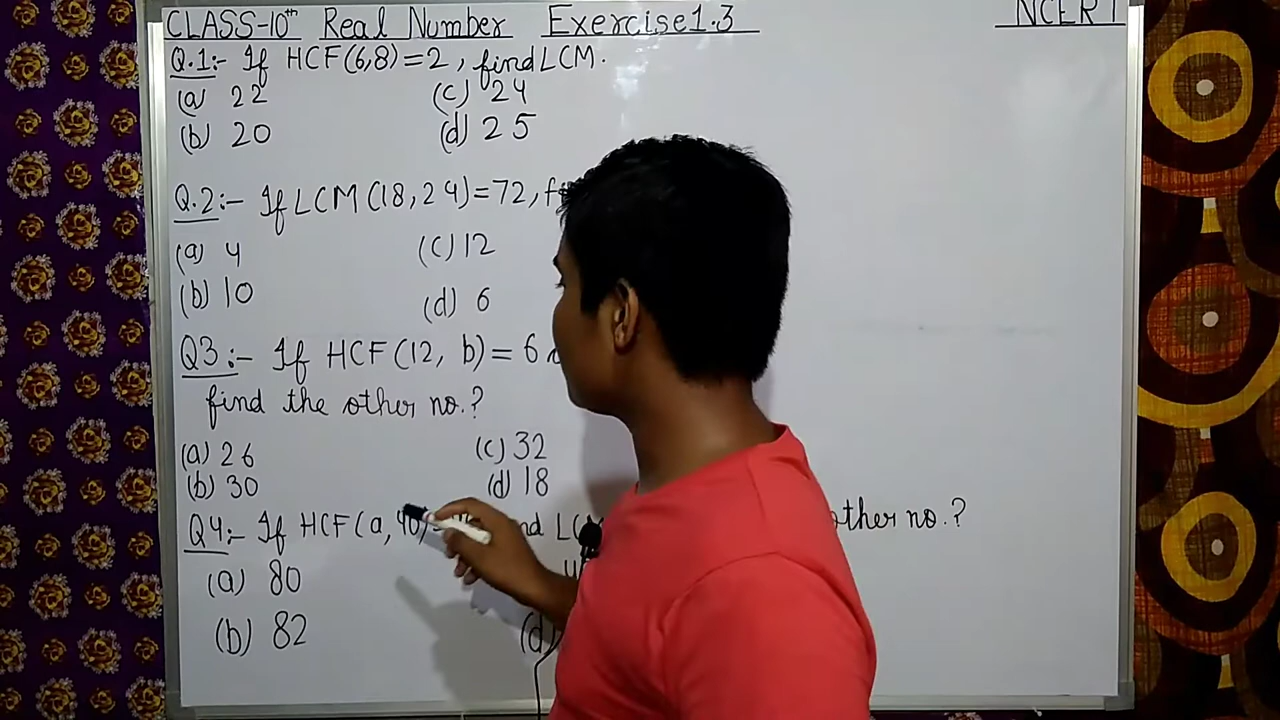 CLASS-10th Real Number Exercise 1.3 NCERT
Q.1:- If HCF(6,8)=2, find LCM.
(a) 22 (c) 24
(b) 20 (d) 25
Q.2:- If LCM(18,24)=72,
(a) 4 (c) 12
(b) 10 (d) 6
Q3:- If HCF(12, b)=6
find the other no.?
(a) 26 (c) 32
(b) 30 (d) 18
Q4:- If HCF(a,40) other no.?
(a) 80
(b) 82 (d)